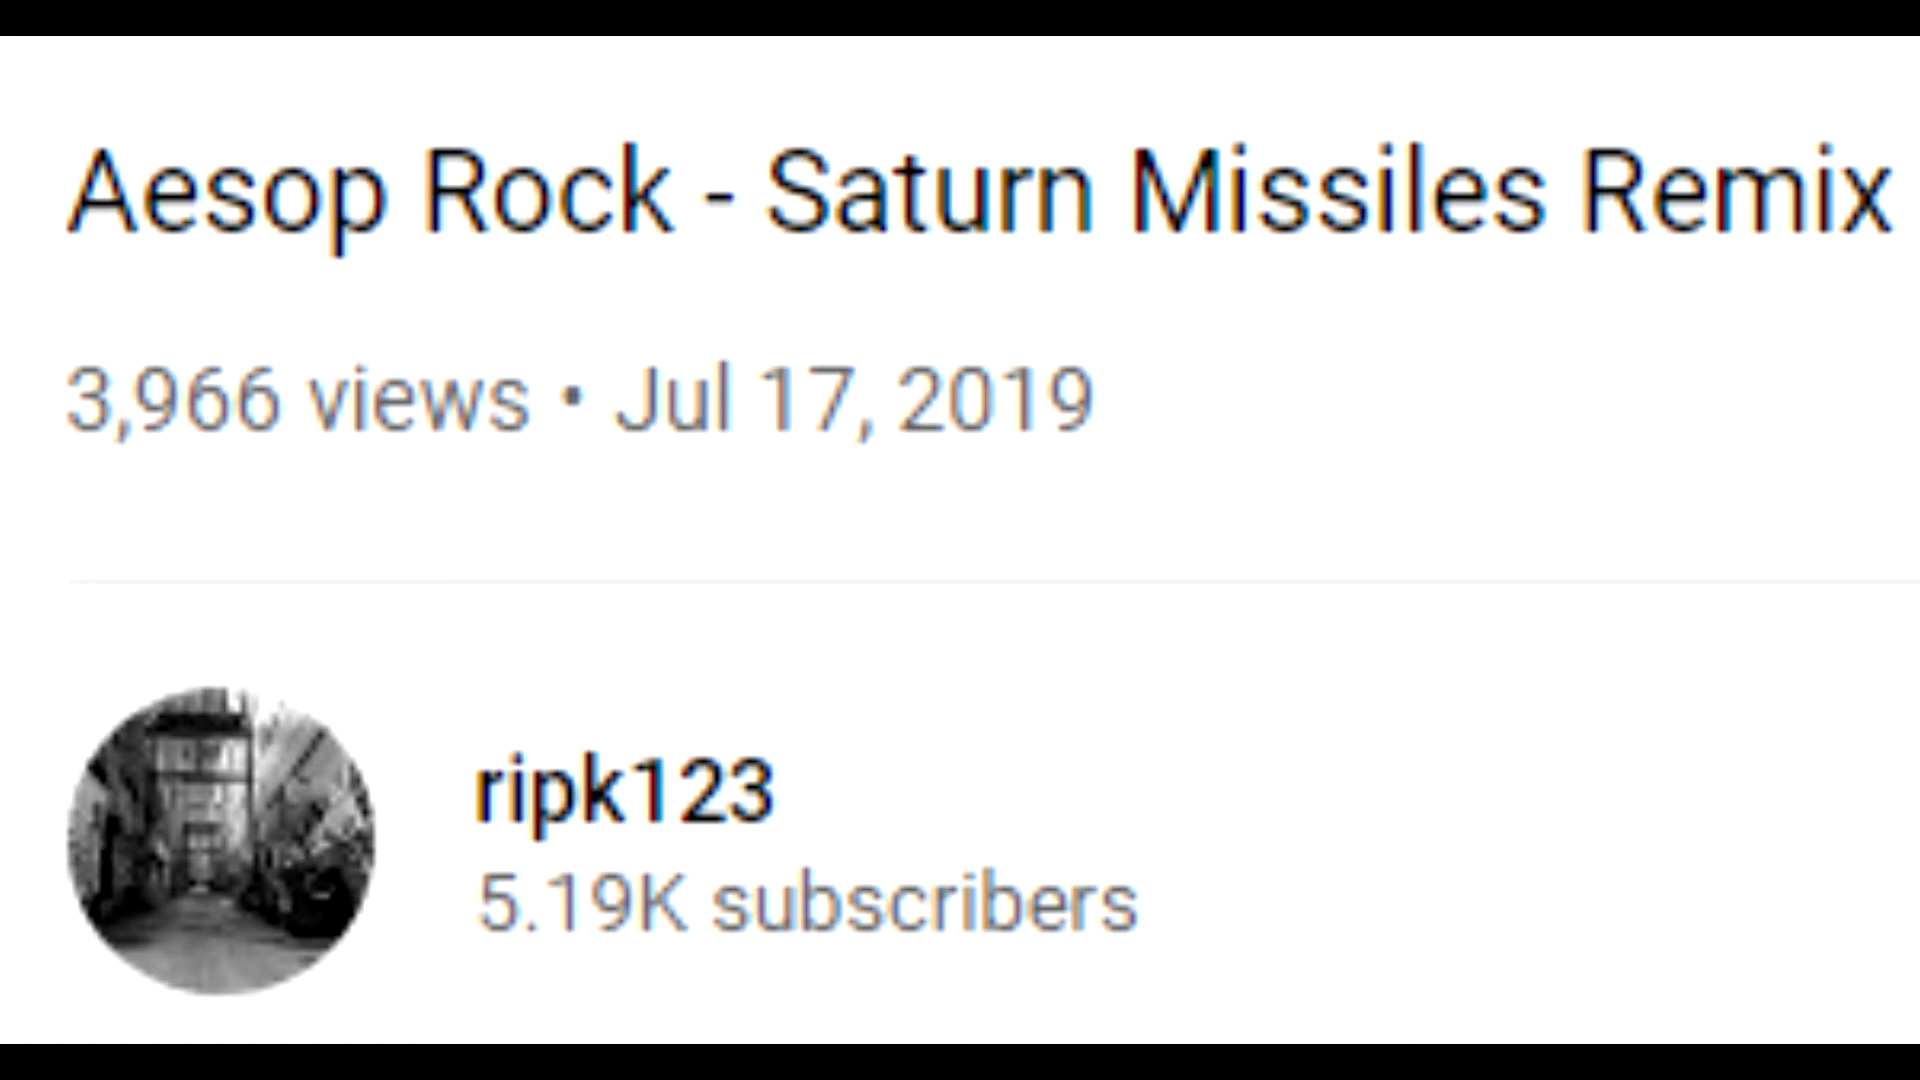 Aesop Rock - Saturn Missiles Remix
3,966 views • Jul 17, 2019
ripk123
5.19K subscribers